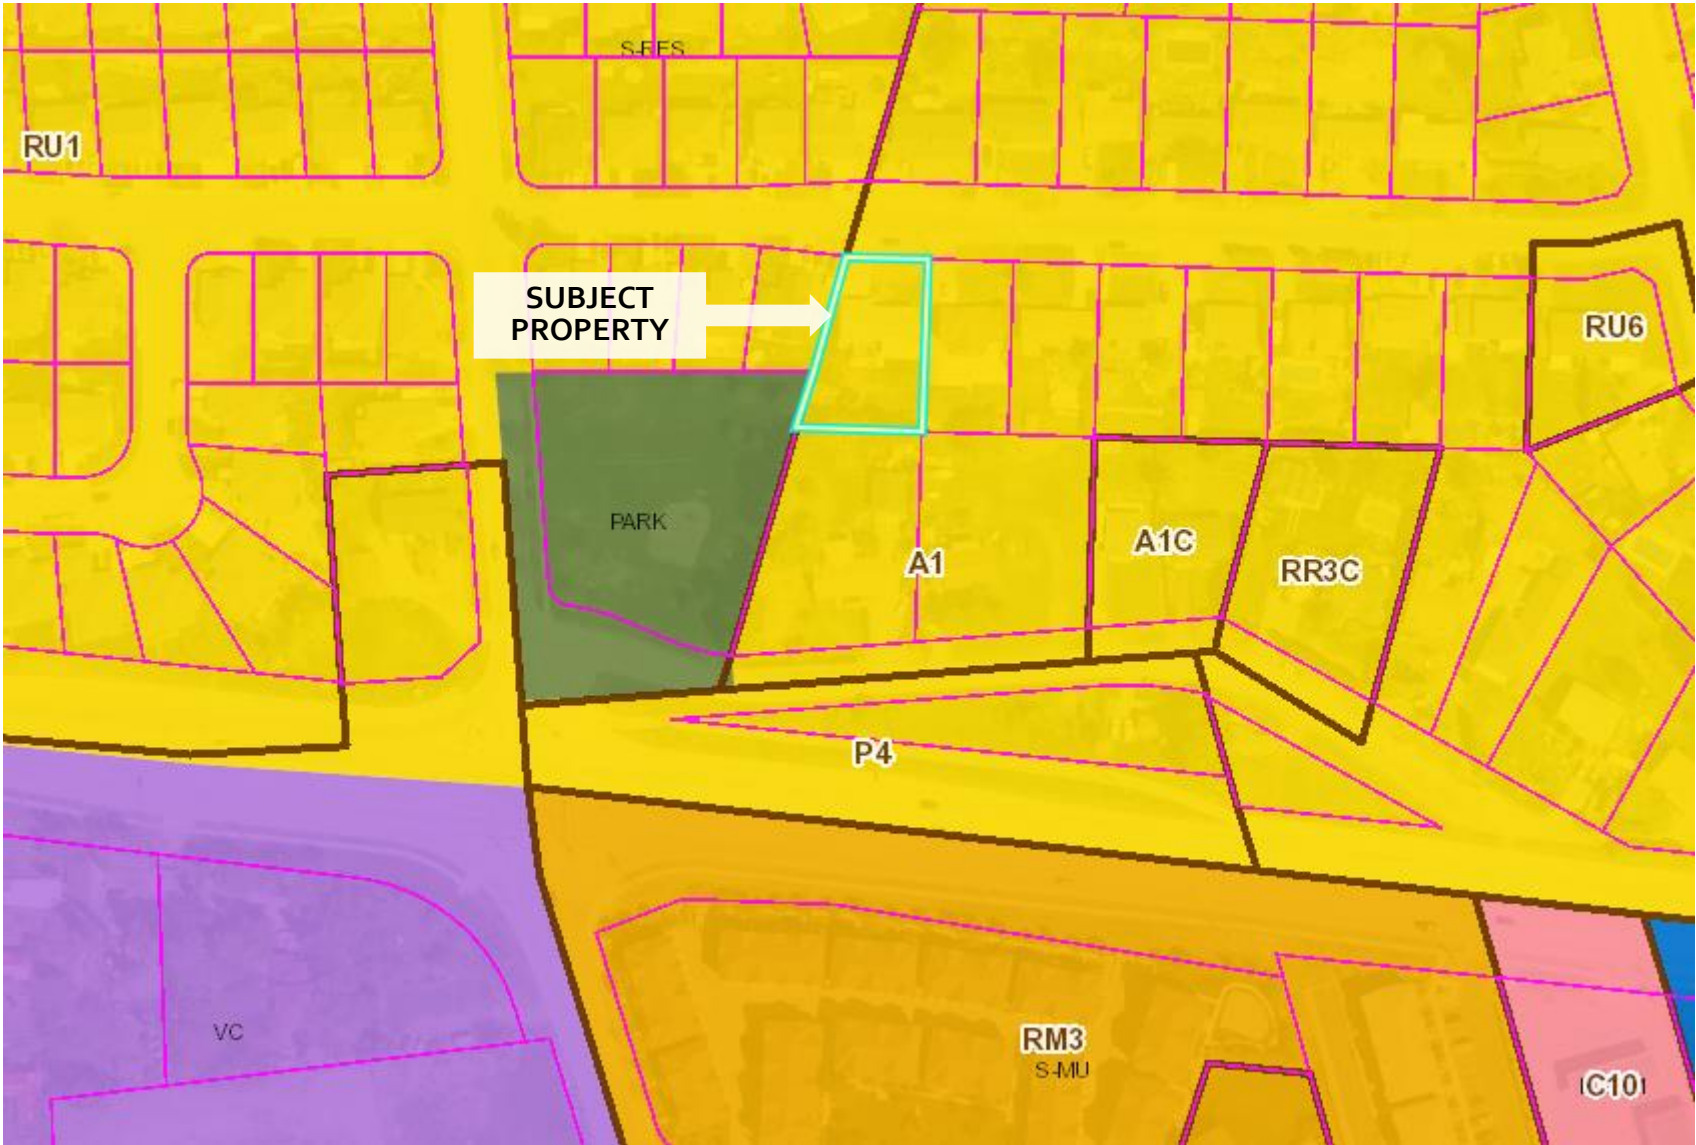 S-RES
RU1
SUBJECT
PROPERTY
RU6
PARK
A1
A1C
RR3C
P4
VC
RM3
S-MU
C10